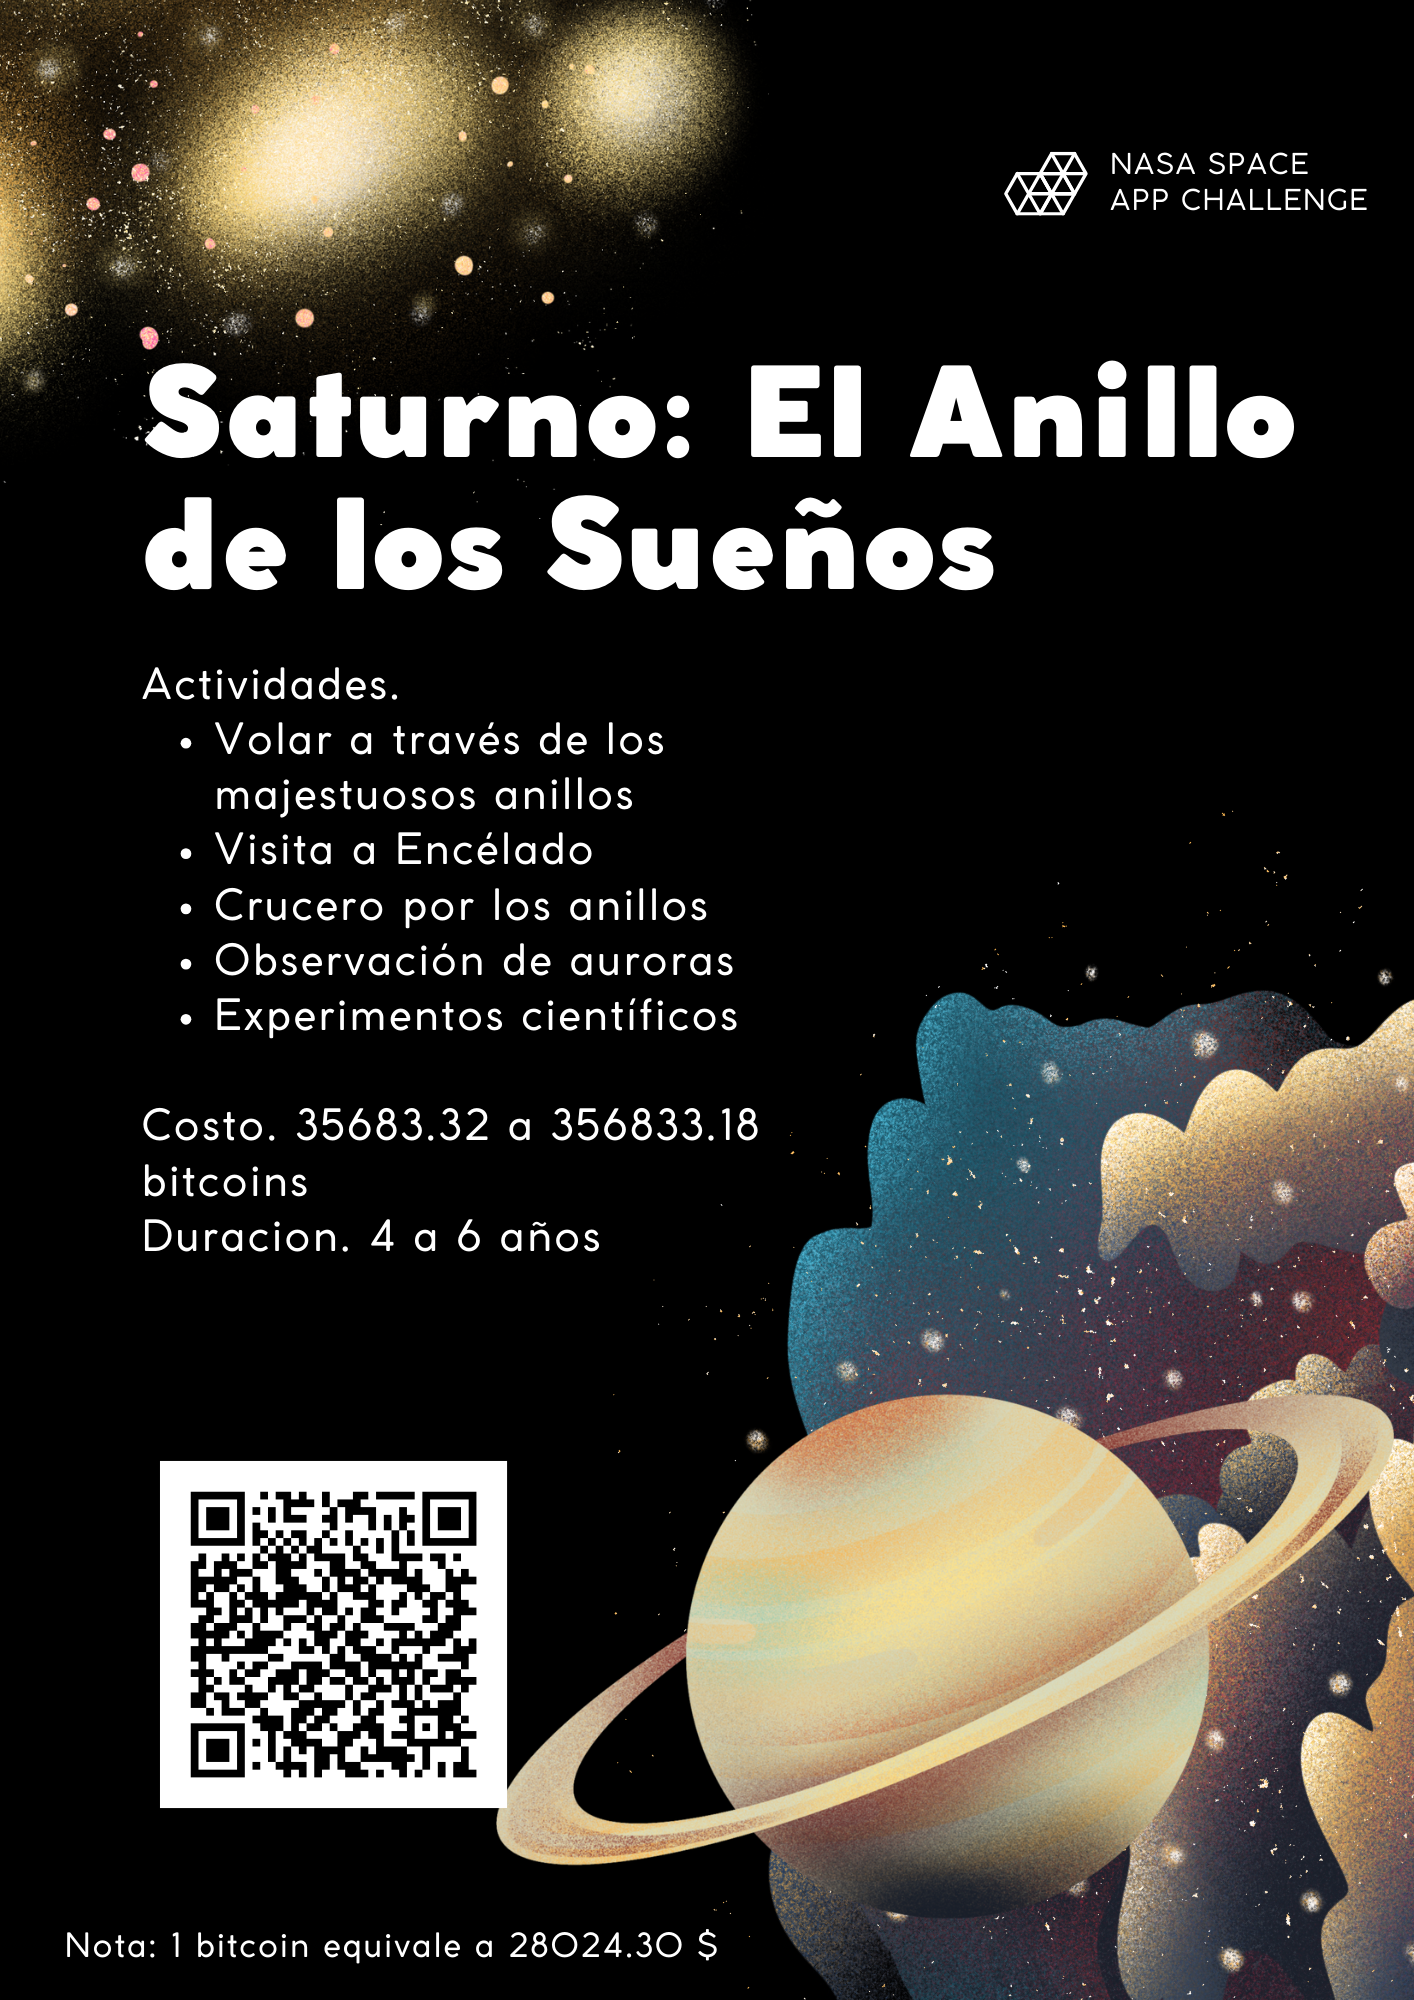 NASA SPACE
APP CHALLENGE
Saturno: El Anillo
de los Sueños
Actividades.
• Volar a través de los
majestuosos anillos
• Visita a Encélado
• Crucero por los anillos
• Observación de auroras
• Experimentos científicos
Costo. 35683.32 a 356833.18
bitcoins
Duracion. 4 a 6 años
Nota: 1 bitcoin equivale a 28024.30 $